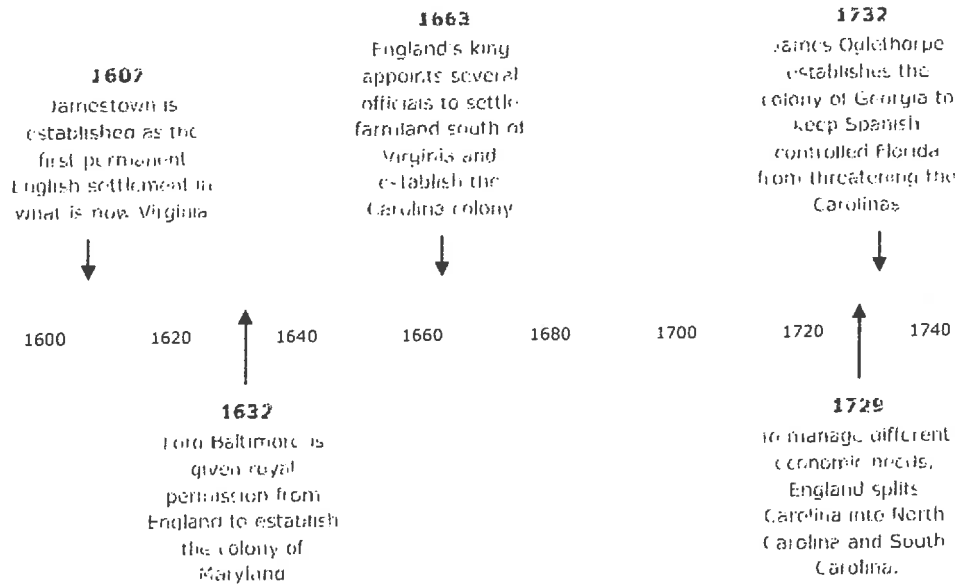 1607
Jamestown is
established as the
first permanent
English settlement in
what is now Virginia
1663
England's king
appoints several
officials to settle
farmland south of
Virginia and
establish the
Carolina colony
1732
James Oglethorpe
establishes the
colony of Georgia to
keep Spanish
controlled Florida
from threatening the
Carolinas
1600 1620 1640 1660 1680 1700 1720 1740
1632
Lord Baltimore is
given royal
permission from
England to establish
the colony of
Maryland
1729
To manage different
economic needs,
England splits
Carolina into North
Carolina and South
Carolina.